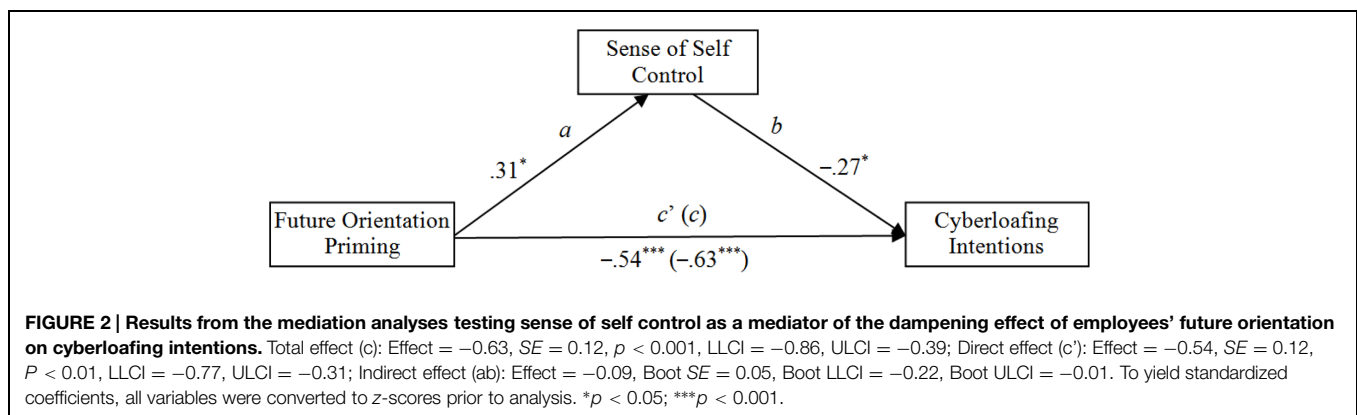 Sense of Self
Control
a
b
.31*
−.27*
Future Orientation
Priming
c’ (c)
Cyberloafing
Intentions
−.54*** (−.63***)
FIGURE 2 | Results from the mediation analyses testing sense of self control as a mediator of the dampening effect of employees’ future orientation
on cyberloafing intentions. Total effect (c): Effect = −0.63, SE = 0.12, p < 0.001, LLCI = −0.86, ULCI = −0.39; Direct effect (c’): Effect = −0.54, SE = 0.12,
P < 0.01, LLCI = −0.77, ULCI = −0.31; Indirect effect (ab): Effect = −0.09, Boot SE = 0.05, Boot LLCI = −0.22, Boot ULCI = −0.01. To yield standardized
coefficients, all variables were converted to z-scores prior to analysis. *p < 0.05; ***p < 0.001.